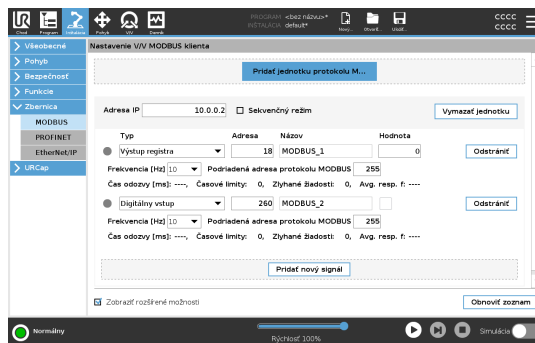 PROGRAM <bez názvu>*
INŠTALÁCIA default*
CCCC
CCCC
Chod Program Inštalácia Pohyb V/V Denník
Nový... Otvoriť... Uložiť...
Všeobecné
Pohyb
Bezpečnosť
Funkcie
Zbernica
MODBUS
PROFINET
EtherNet/IP
URCap
Nastavenie V/V MODBUS klienta
Pridať jednotku protokolu M...
Adresa IP 10.0.0.2 Sekvenčný režim Vymazať jednotku
Typ Adresa Názov Hodnota
Výstup registra 18 MODBUS_1 0 Odstrániť
Frekvencia [Hz] 10 Podriadená adresa protokolu MODBUS 255
Čas odozvy [ms]: ----, Časové limity: 0, Zlyhané žiadosti: 0, Avg. resp. f: ----
Digitálny vstup 260 MODBUS_2 Odstrániť
Frekvencia [Hz] 10 Podriadená adresa protokolu MODBUS 255
Čas odozvy [ms]: ----, Časové limity: 0, Zlyhané žiadosti: 0, Avg. resp. f: ----
Pridať nový signál
Zobraziť rozšírené možnosti Obnoviť zoznam
Normálny
Rýchlosť 100%
Simulácia